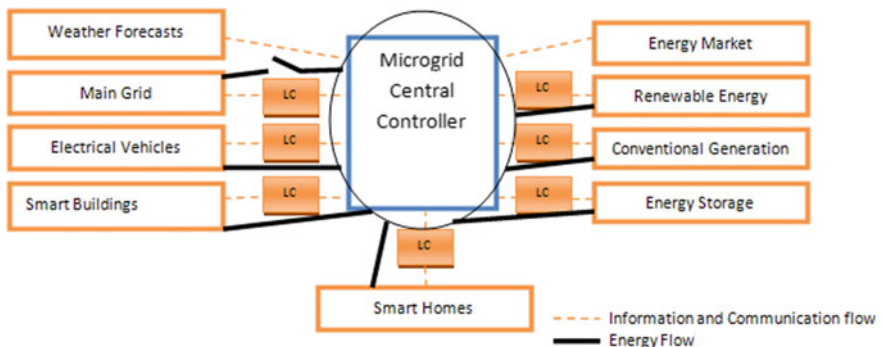 Weather Forecasts
Main Grid
Electrical Vehicles
Smart Buildings
LC
LC
LC
Microgrid
Central
Controller
LC
Smart Homes
LC
LC
LC
Energy Market
Renewable Energy
Conventional Generation
Energy Storage
Information and Communication flow
Energy Flow